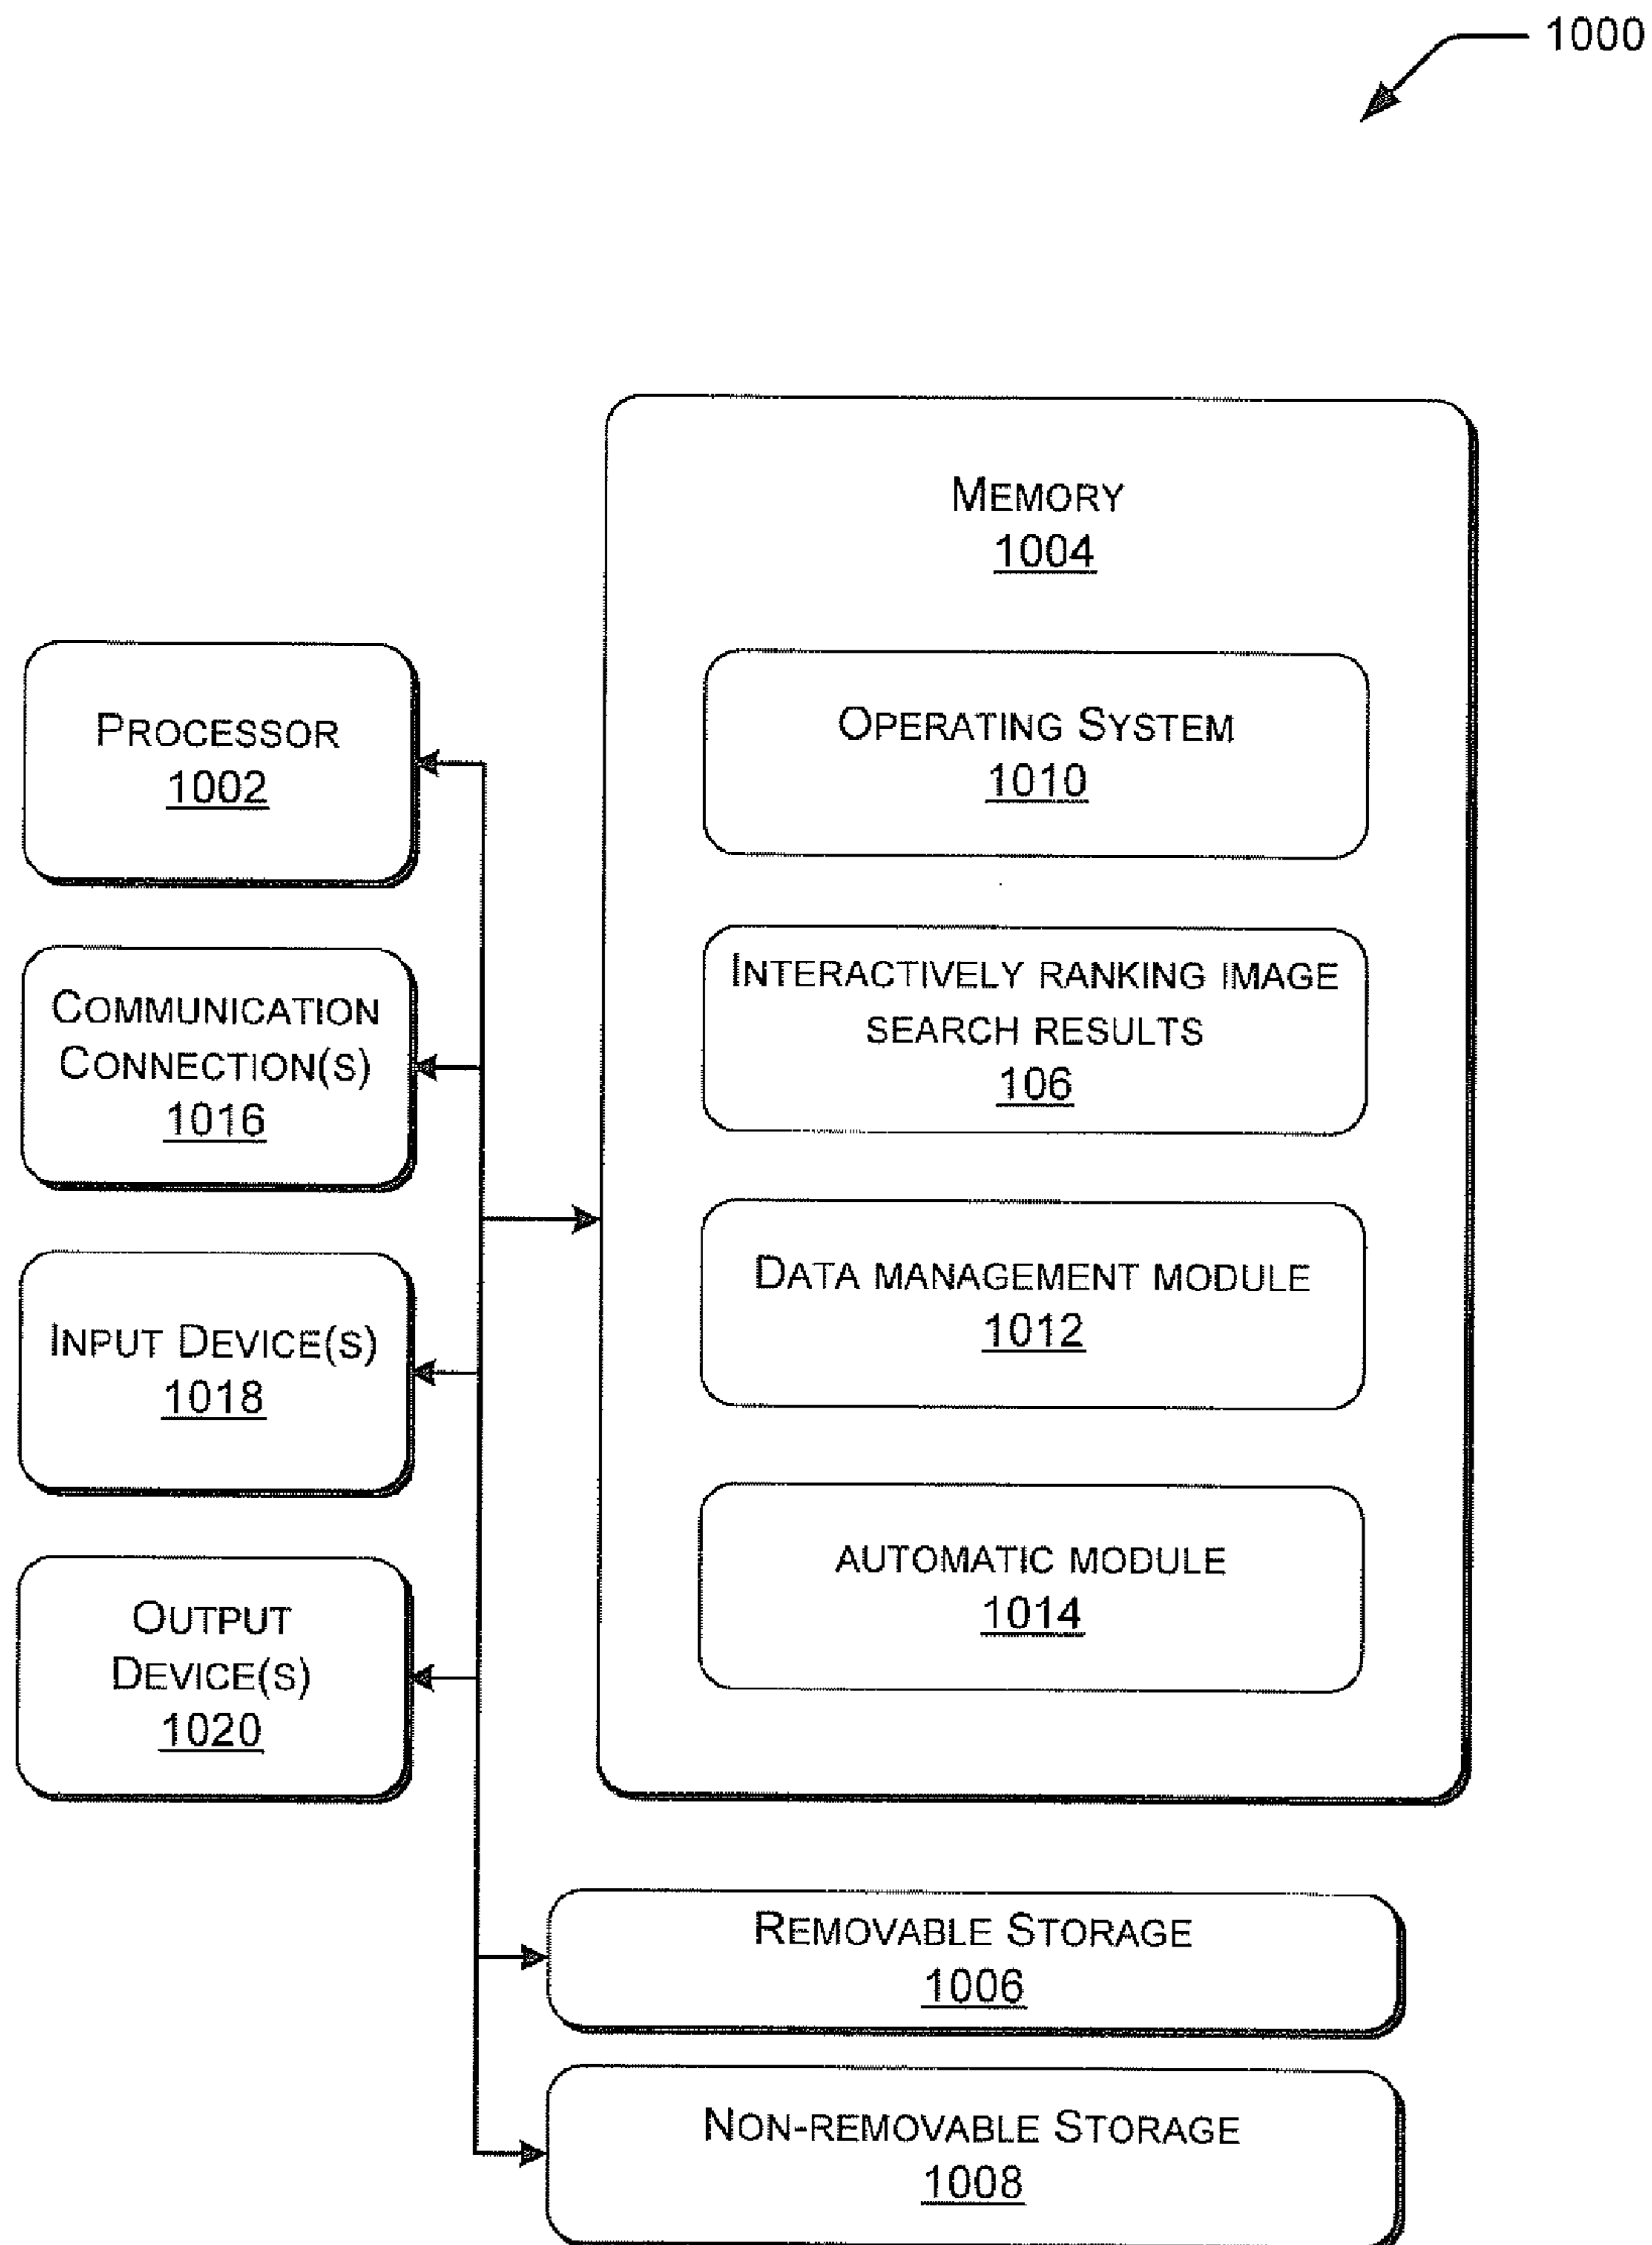 1000
MEMORY
1004
OPERATING SYSTEM
1010
INTERACTIVELY RANKING IMAGE
SEARCH RESULTS
106
DATA MANAGEMENT MODULE
1012
AUTOMATIC MODULE
1014
PROCESSOR
1002
COMMUNICATION
CONNECTION(S)
1016
INPUT DEVICE(S)
1018
OUTPUT
DEVICE(S)
1020
REMOVABLE STORAGE
1006
NON-REMOVABLE STORAGE
1008